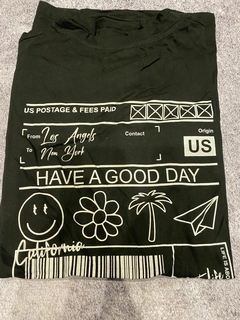 US POSTAGE & FEES PAID
From Los Angels
Contact
Origin
To New York
US
HAVE A GOOD DAY
California